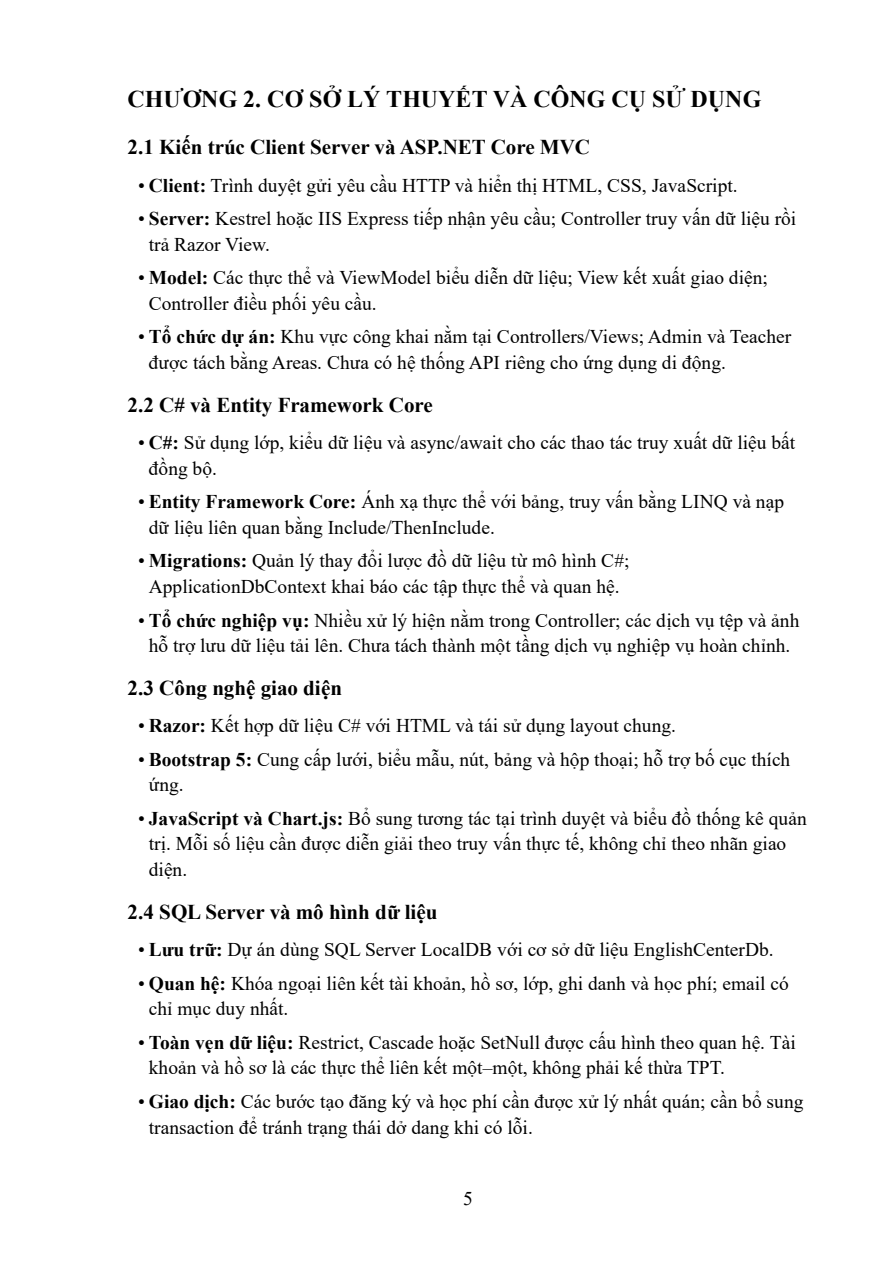 CHƯƠNG 2. CƠ SỞ LÝ THUYẾT VÀ CÔNG CỤ SỬ DỤNG
2.1 Kiến trúc Client Server và ASP.NET Core MVC
• Client: Trình duyệt gửi yêu cầu HTTP và hiển thị HTML, CSS, JavaScript.
• Server: Kestrel hoặc IIS Express tiếp nhận yêu cầu; Controller truy vấn dữ liệu rồi
trả Razor View.
• Model: Các thực thể và ViewModel biểu diễn dữ liệu; View kết xuất giao diện;
Controller điều phối yêu cầu.
• Tổ chức dự án: Khu vực công khai nằm tại Controllers/Views; Admin và Teacher
được tách bằng Areas. Chưa có hệ thống API riêng cho ứng dụng di động.
2.2 C# và Entity Framework Core
• C#: Sử dụng lớp, kiểu dữ liệu và async/await cho các thao tác truy xuất dữ liệu bất
đồng bộ.
• Entity Framework Core: Ánh xạ thực thể với bảng, truy vấn bằng LINQ và nạp
dữ liệu liên quan bằng Include/ThenInclude.
• Migrations: Quản lý thay đổi lược đồ dữ liệu từ mô hình C#;
ApplicationDbContext khai báo các tập thực thể và quan hệ.
• Tổ chức nghiệp vụ: Nhiều xử lý hiện nằm trong Controller; các dịch vụ tệp và ảnh
hỗ trợ lưu dữ liệu tải lên. Chưa tách thành một tầng dịch vụ nghiệp vụ hoàn chỉnh.
2.3 Công nghệ giao diện
• Razor: Kết hợp dữ liệu C# với HTML và tái sử dụng layout chung.
• Bootstrap 5: Cung cấp lưới, biểu mẫu, nút, bảng và hộp thoại; hỗ trợ bố cục thích
ứng.
• JavaScript và Chart.js: Bổ sung tương tác tại trình duyệt và biểu đồ thống kê quản
trị. Mỗi số liệu cần được diễn giải theo truy vấn thực tế, không chỉ theo nhãn giao
diện.
2.4 SQL Server và mô hình dữ liệu
• Lưu trữ: Dự án dùng SQL Server LocalDB với cơ sở dữ liệu EnglishCenterDb.
• Quan hệ: Khóa ngoại liên kết tài khoản, hồ sơ, lớp, ghi danh và học phí; email có
chỉ mục duy nhất.
• Toàn vẹn dữ liệu: Restrict, Cascade hoặc SetNull được cấu hình theo quan hệ. Tài
khoản và hồ sơ là các thực thể liên kết một–một, không phải kế thừa TPT.
• Giao dịch: Các bước tạo đăng ký và học phí cần được xử lý nhất quán; cần bổ sung
transaction để tránh trạng thái dở dang khi có lỗi.
5